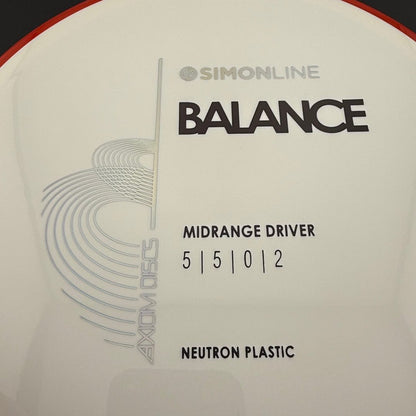 SIMONLINE
BALANCE
MIDRANGE DRIVER
5|5|0|2
AXIOM DISCS
NEUTRON PLASTIC